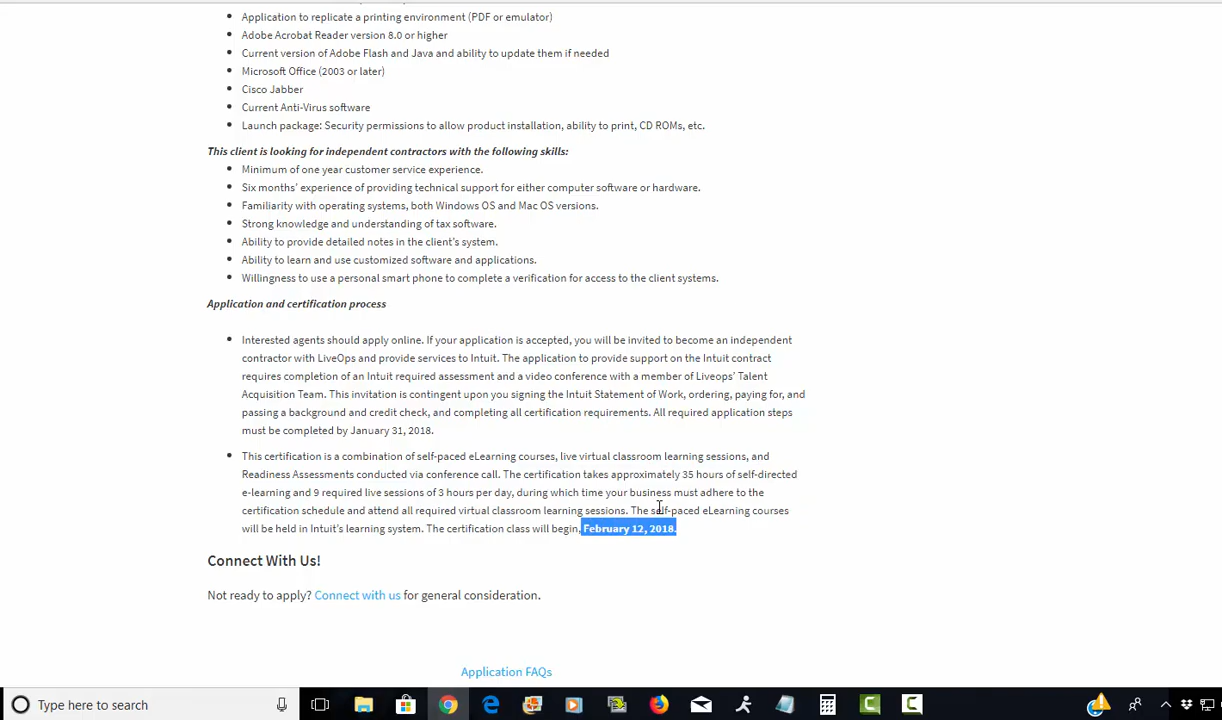 Application to replicate a printing environment (PDF or emulator)
Adobe Acrobat Reader version 8.0 or higher
Current version of Adobe Flash and Java and ability to update them if needed
Microsoft Office (2003 or later)
Cisco Jabber
Current Anti-Virus software
Launch package: Security permissions to allow product installation, ability to print, CD ROMs, etc.
This client is looking for independent contractors with the following skills:
Minimum of one year customer service experience.
Six months' experience of providing technical support for either computer software or hardware.
Familiarity with operating systems, both Windows OS and Mac OS versions.
Strong knowledge and understanding of tax software.
Ability to provide detailed notes in the client's system.
Ability to learn and use customized software and applications.
Willingness to use a personal smart phone to complete a verification for access to the client systems.
Application and certification process
Interested agents should apply online. If your application is accepted, you will be invited to become an independent
contractor with LiveOps and provide services to Intuit. The application to provide support on the Intuit contract
requires completion of an Intuit required assessment and a video conference with a member of Liveops' Talent
Acquisition Team. This invitation is contingent upon you signing the Intuit Statement of Work, ordering, paying for, and
passing a background and credit check, and completing all certification requirements. All required application steps
must be completed by January 31, 2018.
This certification is a combination of self-paced eLearning courses, live virtual classroom learning sessions, and
Readiness Assessments conducted via conference call. The certification takes approximately 35 hours of self-directed
e-learning and 9 required live sessions of 3 hours per day, during which time your business must adhere to the
certification schedule and attend all required virtual classroom learning sessions. The self-paced eLearning courses
will be held in Intuit's learning system. The certification class will begin, February 12, 2018.
Connect With Us!
Not ready to apply? Connect with us for general consideration.
Application FAQs
Type here to search